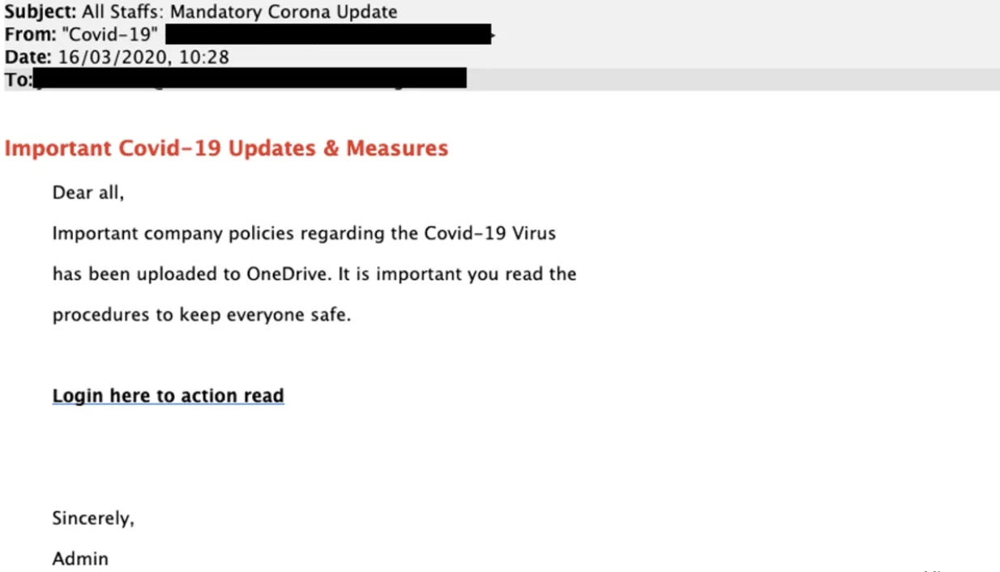 Subject: All Staffs: Mandatory Corona Update
From: "Covid-19"
Date: 16/03/2020, 10:28
To:
Important Covid-19 Updates & Measures
Dear all,
Important company policies regarding the Covid-19 Virus
has been uploaded to OneDrive. It is important you read the
procedures to keep everyone safe.
Login here to action read
Sincerely,
Admin